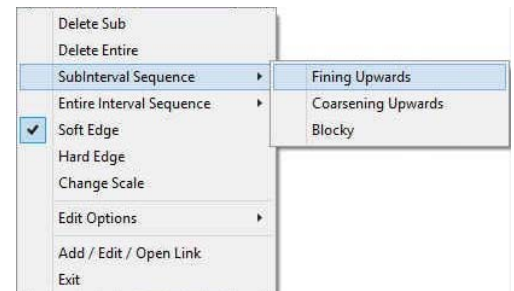 Delete Sub
Delete Entire
SubInterval Sequence
Entire Interval Sequence
Soft Edge
Hard Edge
Change Scale
Edit Options
Add / Edit / Open Link
Exit
Fining Upwards
Coarsening Upwards
Blocky